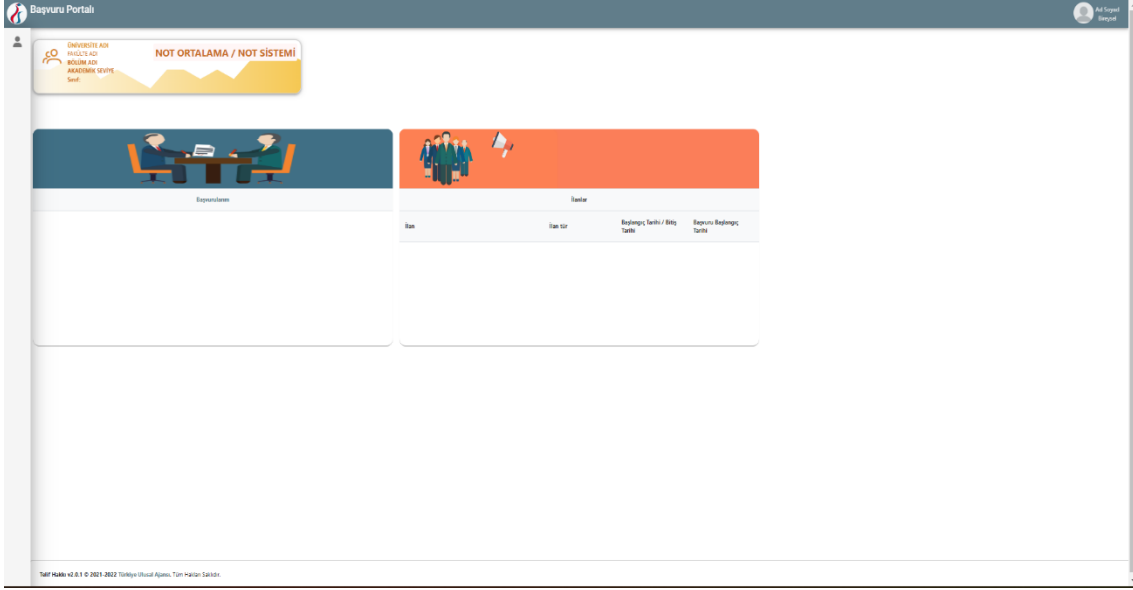 Başvuru Portalı
Ad Soyad
Bireysel
ÜNİVERSİTE ADI
FAKÜLTE ADI
BÖLÜM ADI
AKADEMİK SEVİYE
Sınıf:
NOT ORTALAMA / NOT SİSTEMİ
Başvurularım
İlanlar
İlan
İlan tür
Başlangıç Tarihi / Bitiş
Tarihi
Başvuru Başlangıç
Tarihi
Telif Hakkı v2.0.1 © 2021-2022 Türkiye Ulusal Ajansı, Tüm Hakları Saklıdır.